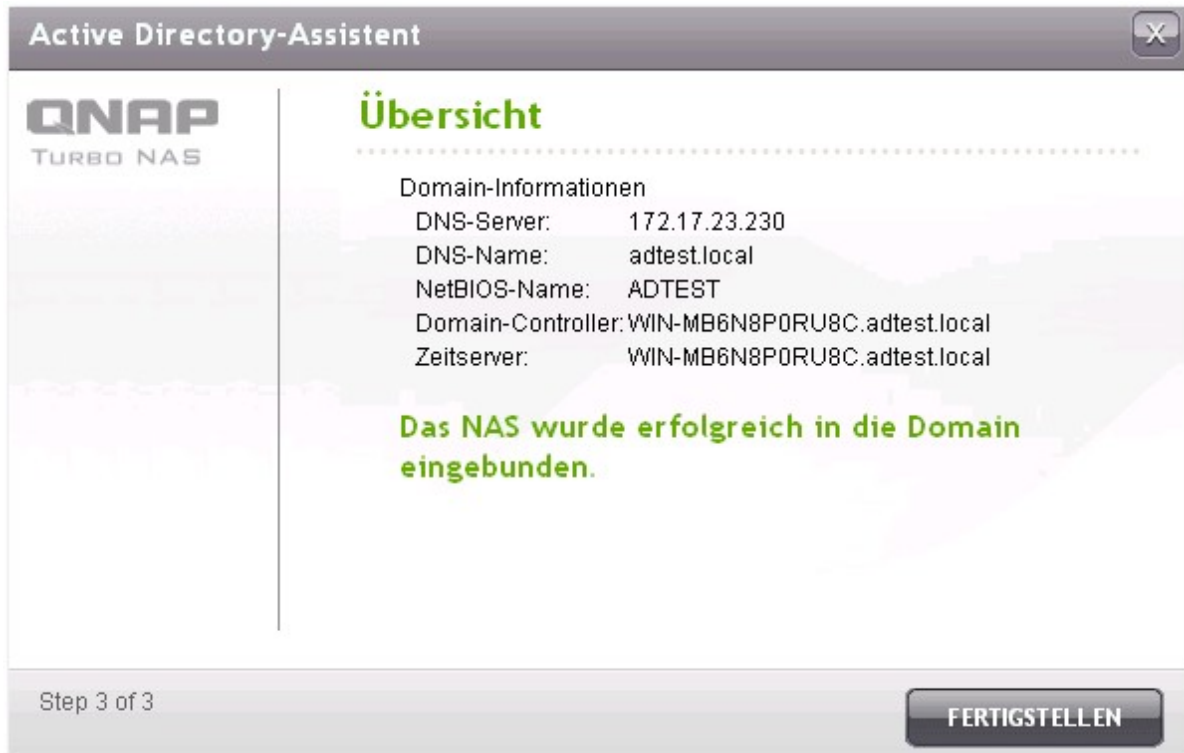 Active Directory-Assistent
X
QNAP
TURBO NAS
Übersicht
Domain-Informationen
DNS-Server: 172.17.23.230
DNS-Name: adtest.local
NetBIOS-Name: ADTEST
Domain-Controller: WIN-MB6N8P0RU8C.adtest.local
Zeitserver: WIN-MB6N8P0RU8C.adtest.local
Das NAS wurde erfolgreich in die Domain
eingebunden.
Step 3 of 3
FERTIGSTELLEN